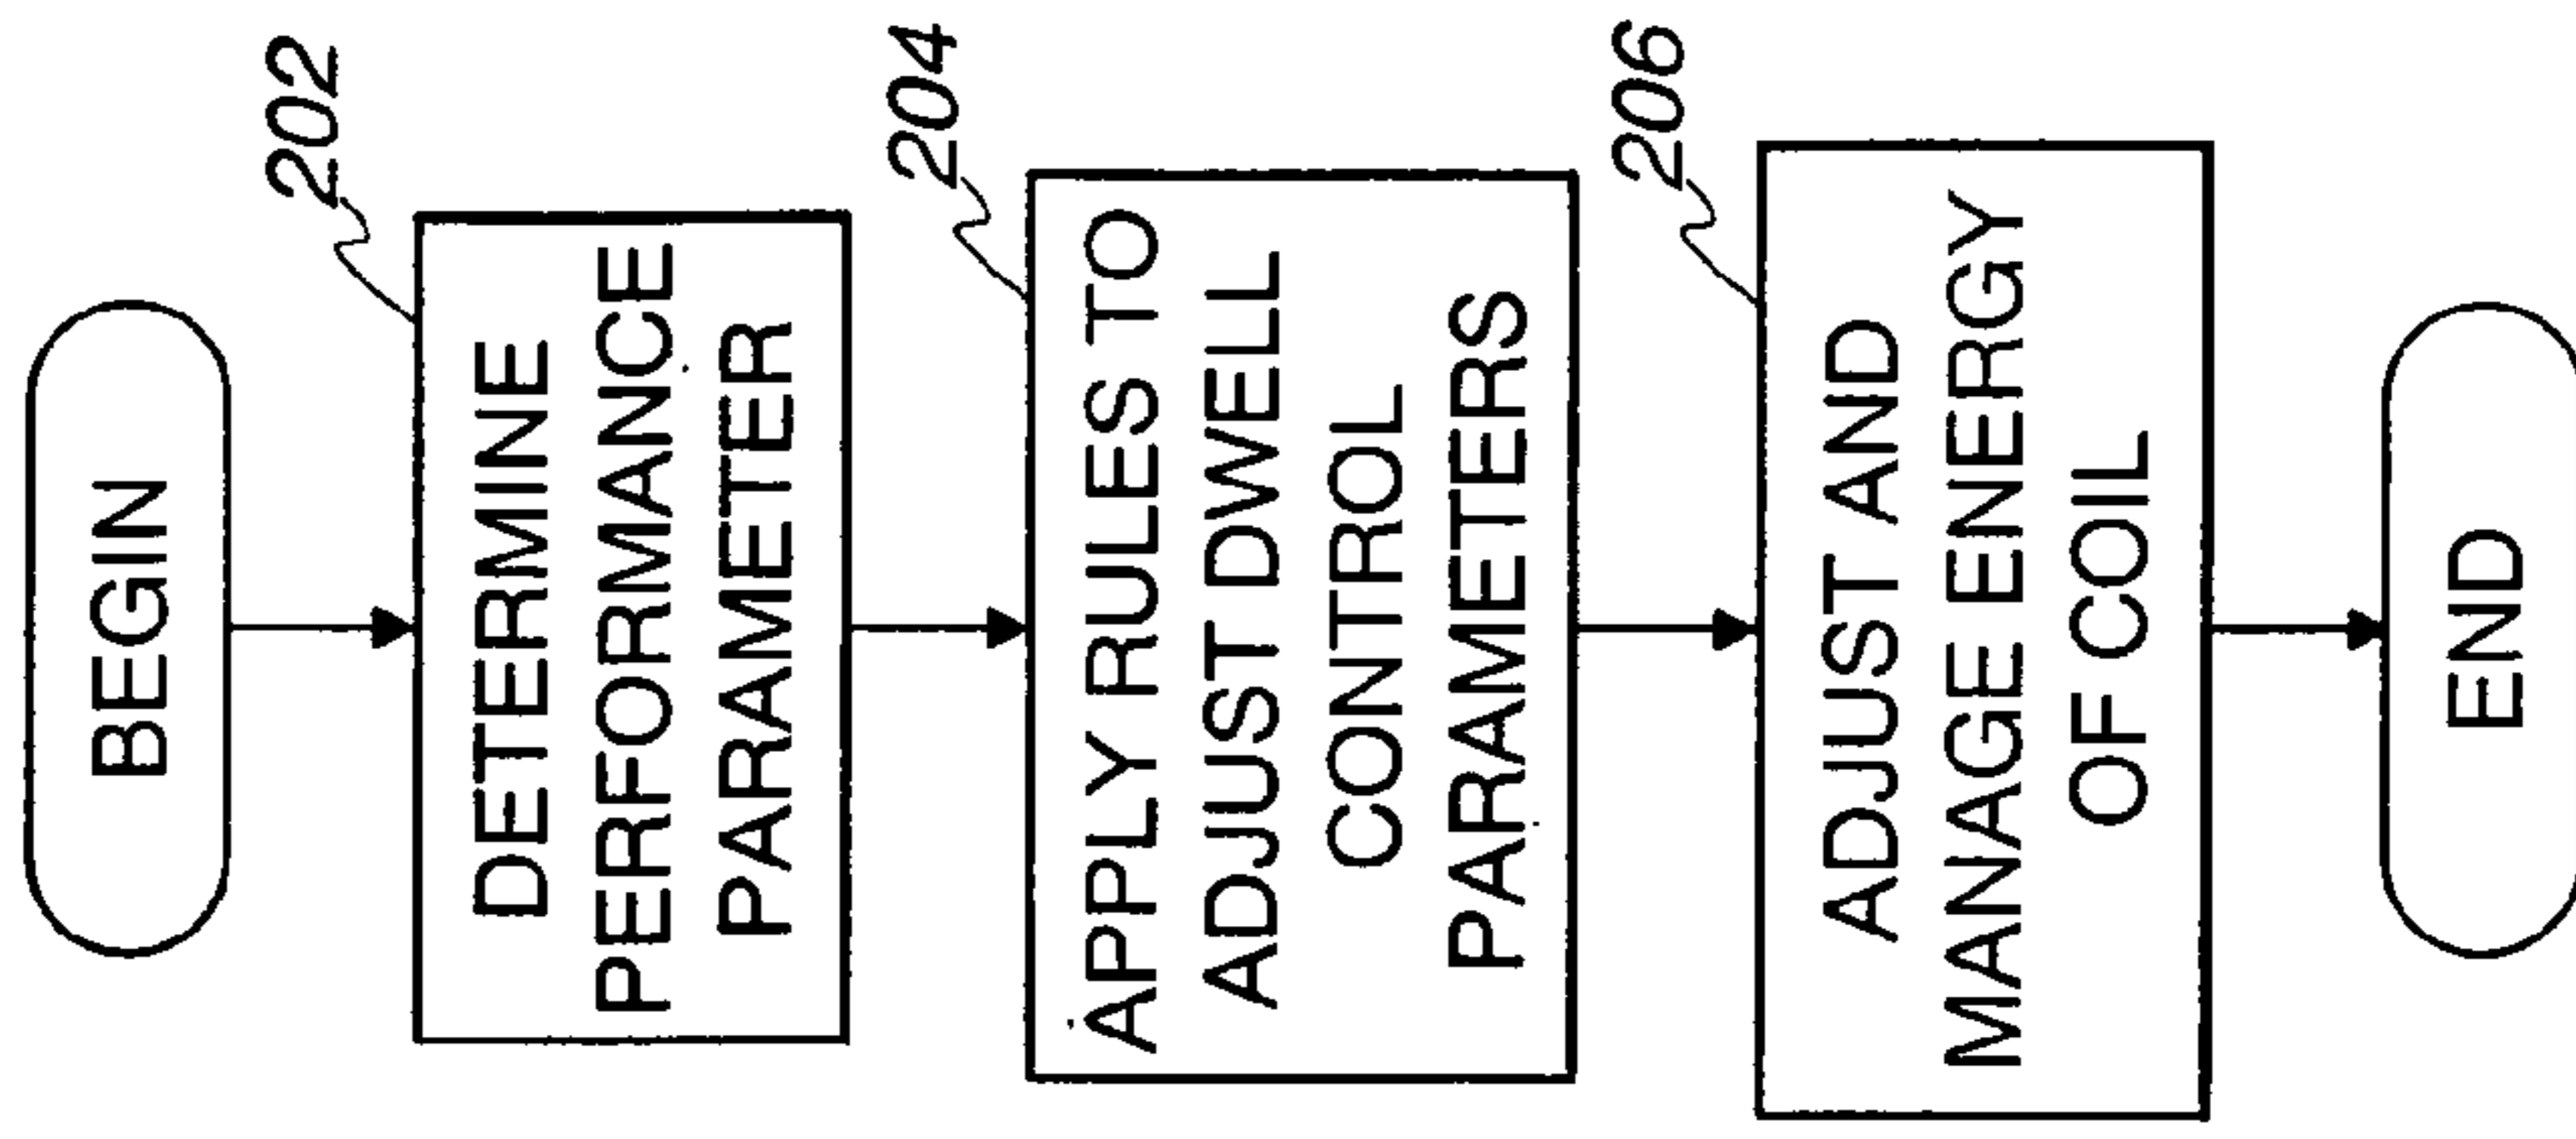 BEGIN
202
DETERMINE
PERFORMANCE
PARAMETER
204
APPLY RULES TO
ADJUST DWELL
CONTROL
PARAMETERS
206
ADJUST AND
MANAGE ENERGY
OF COIL
END